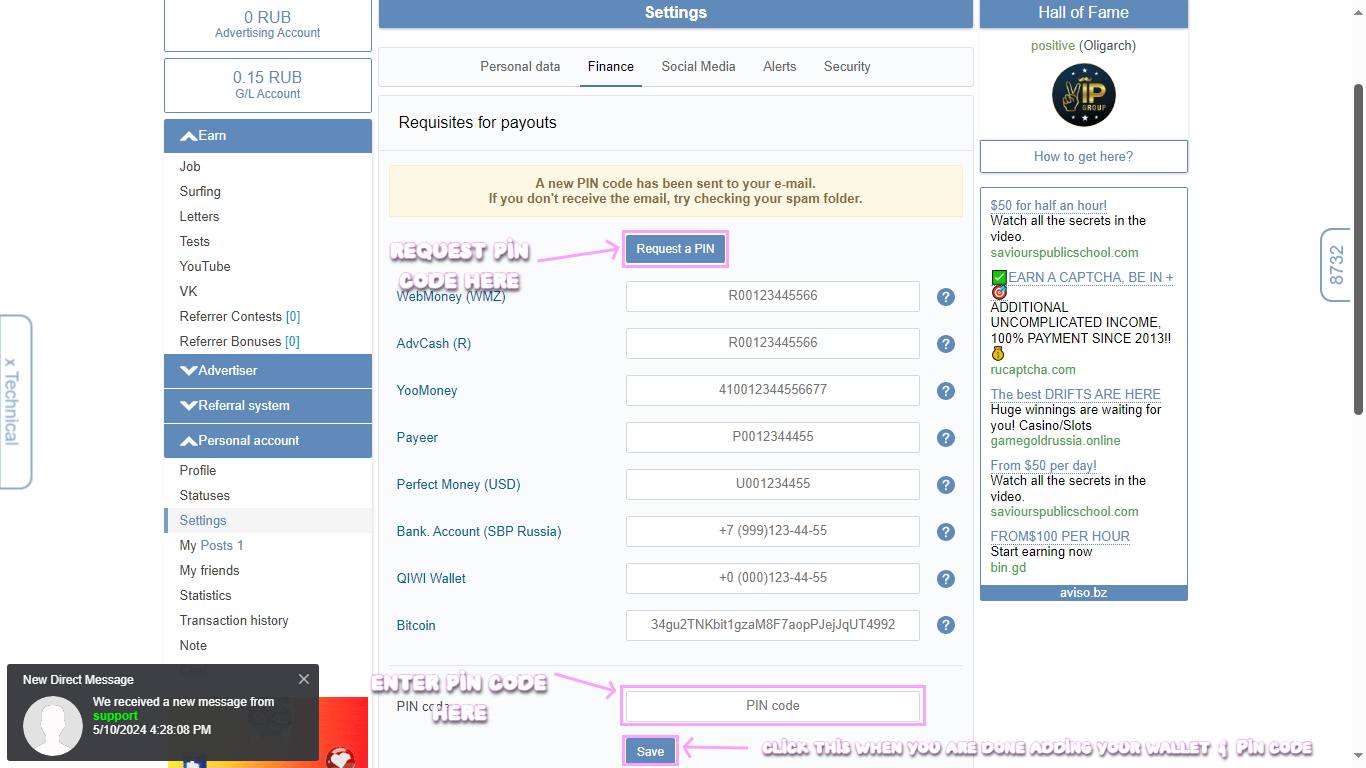 0 RUB
Advertising Account
0.15 RUB
G/L Account
Earn
Job
Surfing
Letters
Tests
YouTube
VK
Referrer Contests [0]
Referrer Bonuses [0]
Advertiser
Referral system
Personal account
Profile
Statuses
Settings
My Posts 1
My friends
Statistics
Transaction history
Note
x Technical
New Direct Message
We received a new message from
support
5/10/2024 4:28:08 PM
Settings
Personal data Finance Social Media Alerts Security
Requisites for payouts
A new PIN code has been sent to your e-mail.
If you don't receive the email, try checking your spam folder.
REQUEST PIN
CODE HERE
Request a PIN
WebMoney (WMZ) R00123445566 ?
AdvCash (R) R00123445566 ?
YooMoney 410012344556677 ?
Payeer P0012344455 ?
Perfect Money (USD) U001234455 ?
Bank. Account (SBP Russia) +7 (999)123-44-55 ?
QIWI Wallet +0 (000)123-44-55 ?
Bitcoin 34gu2TNKbit1gzaM8F7aopPJejJqUT4992 ?
ENTER PIN CODE
HERE
PIN code PIN code
Save
CLICK THIS WHEN YOU ARE DONE ADDING YOUR WALLET & PIN CODE
Hall of Fame
positive (Oligarch)
VIP
GROUP
How to get here?
$50 for half an hour!
Watch all the secrets in the
video.
saviourspublicschool.com
EARN A CAPTCHA, BE IN +
ADDITIONAL
UNCOMPLICATED INCOME,
100% PAYMENT SINCE 2013!!
rucaptcha.com
The best DRIFTS ARE HERE
Huge winnings are waiting for
you! Casino/Slots
gamegoldrussia.online
From $50 per day!
Watch all the secrets in the
video.
saviourspublicschool.com
FROM$100 PER HOUR
Start earning now
bin.gd
aviso.bz
8732